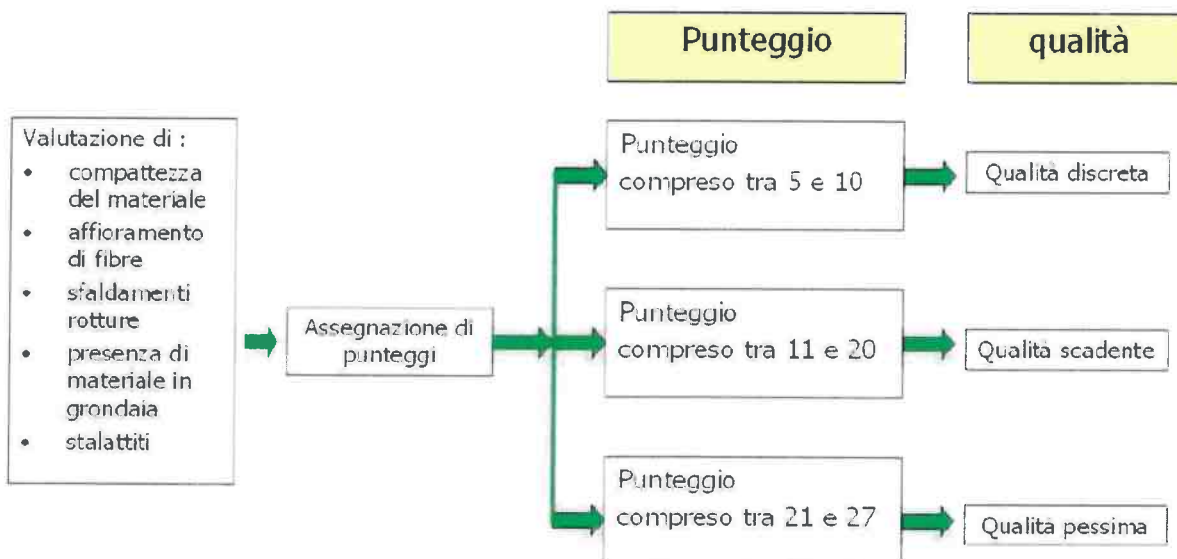 Punteggio
qualità
Valutazione di :
• compattezza
del materiale
• affioramento
di fibre
• sfaldamenti
rotture
• presenza di
materiale in
grondaia
• stalattiti
Assegnazione di
punteggi
Punteggio
compreso tra 5 e 10
Qualità discreta
Punteggio
compreso tra 11 e 20
Qualità scadente
Punteggio
compreso tra 21 e 27
Qualità pessima